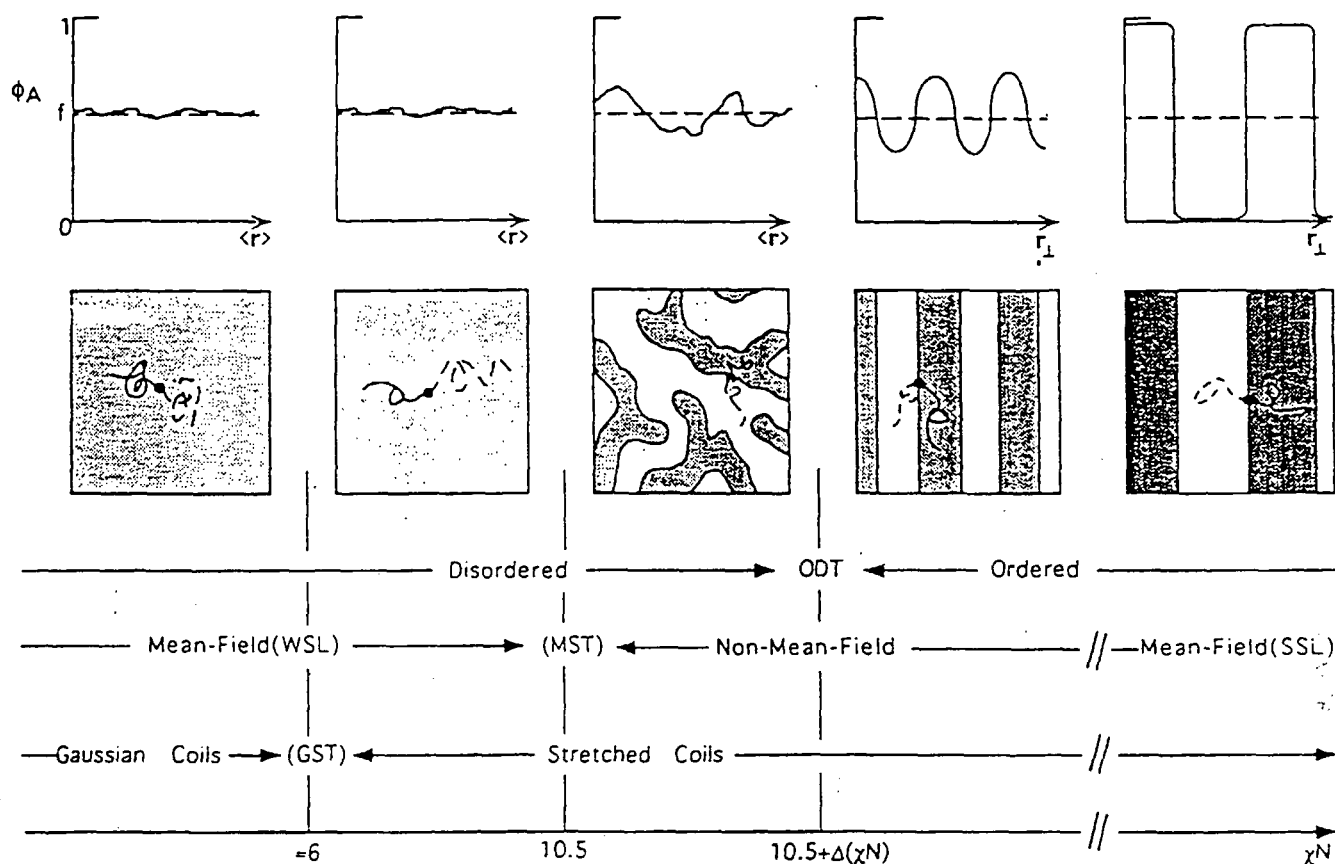 1
ϕA
f
0
<r>
<r>
<r>
r⊥
r⊥
Disordered ODT Ordered
Mean-Field(WSL) (MST) Non-Mean-Field Mean-Field(SSL)
Gaussian Coils (GST) Stretched Coils
≈6 10.5 10.5+Δ(χN) χN